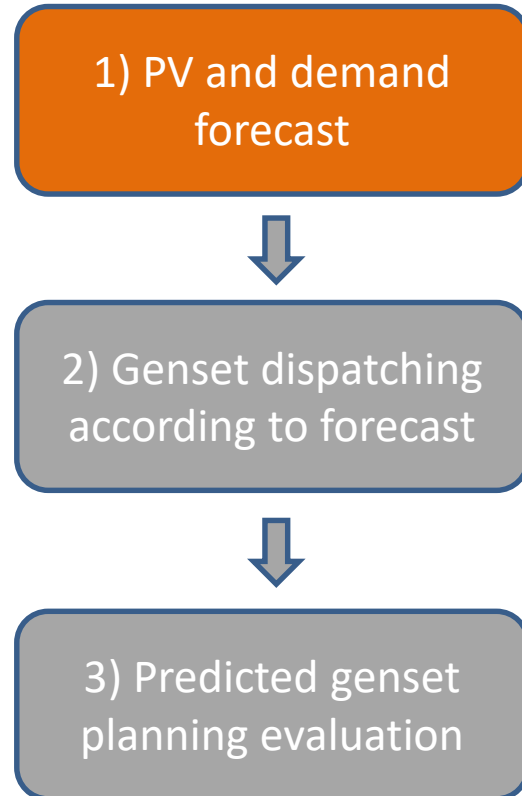 1) PV and demand
forecast
2) Genset dispatching
according to forecast
3) Predicted genset
planning evaluation